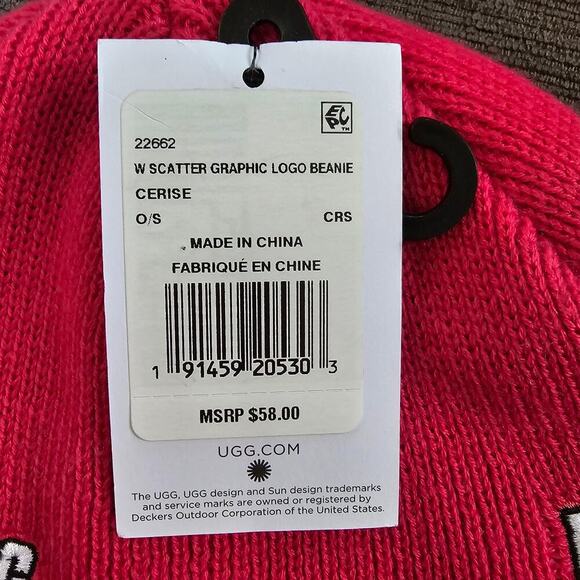 EPC TM
22662
W SCATTER GRAPHIC LOGO BEANIE
CERISE
O/S CRS
MADE IN CHINA
FABRIQUÉ EN CHINE
1 91459 20530 3
MSRP $58.00
UGG.COM
The UGG, UGG design and Sun design trademarks
and service marks are owned or registered by
Deckers Outdoor Corporation of the United States.
G